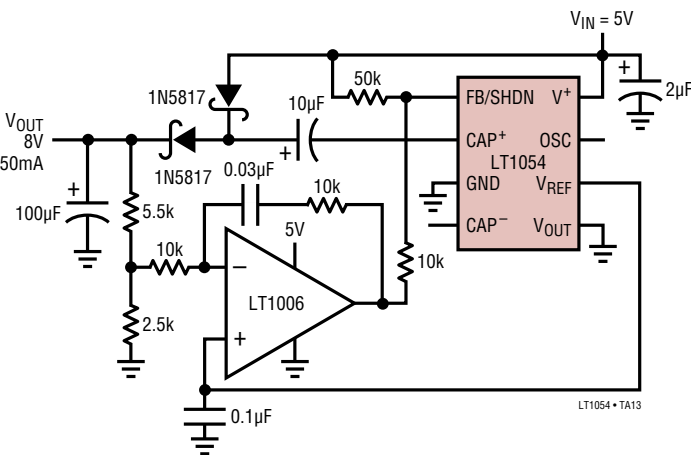 VIN = 5V
50k
1N5817
10µF
+
FB/SHDN
V+
+
2µF
VOUT
8V
50mA
+
CAP+
OSC
LT1054
1N5817
0.03µF
10k
GND
VREF
+
100µF
5.5k
CAP−
VOUT
5V
10k
−
10k
LT1006
2.5k
+
LT1054 • TA13
0.1µF